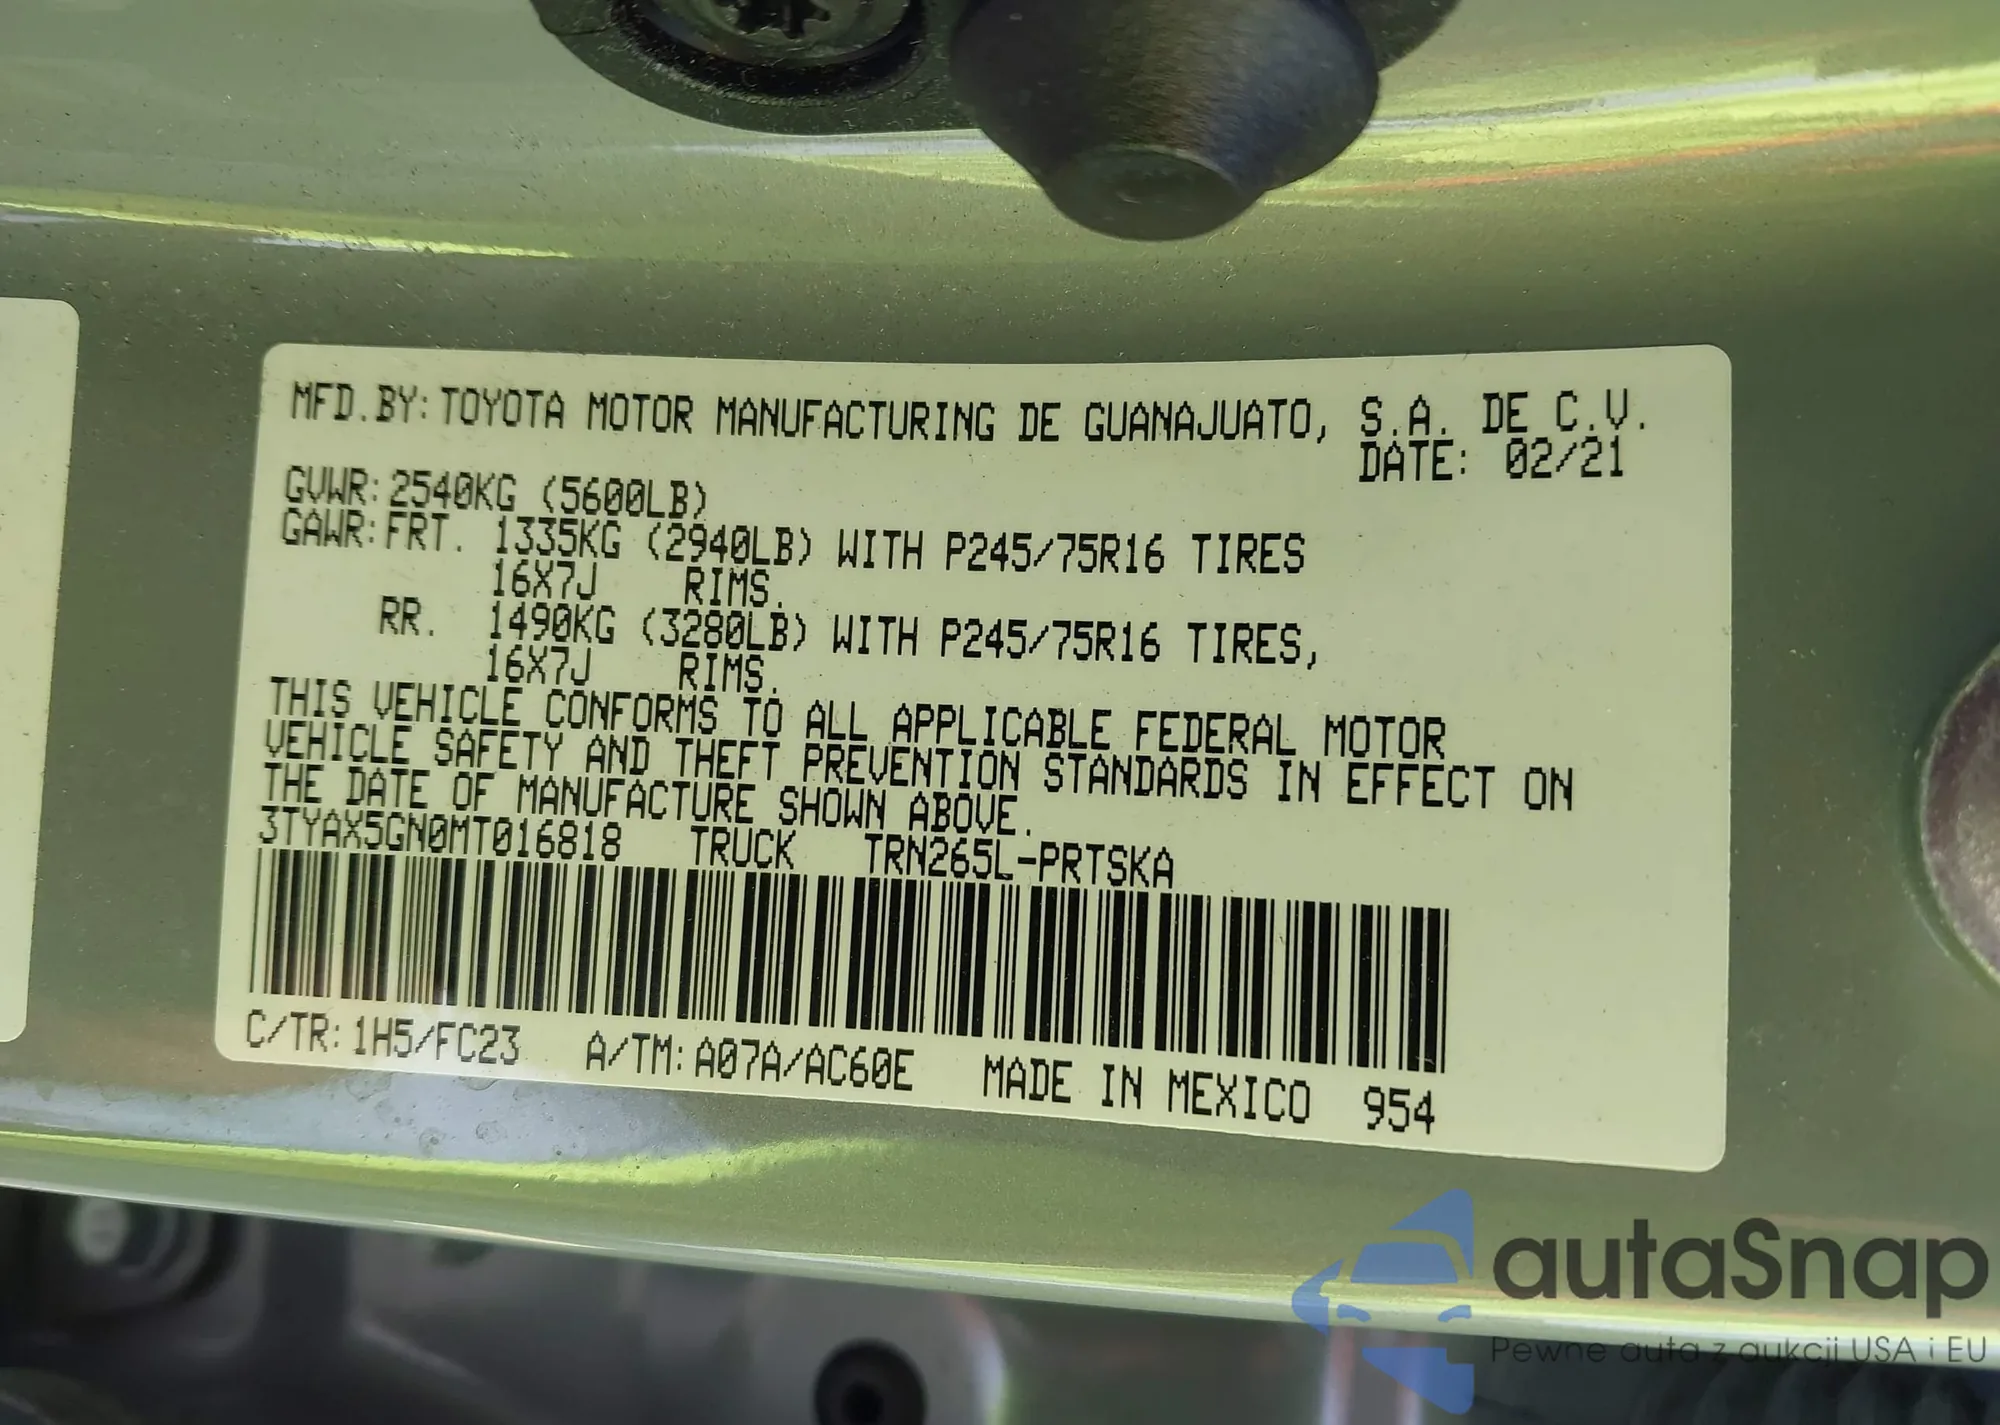 MFD.BY: TOYOTA MOTOR MANUFACTURING DE GUANAJUATO, S.A. DE C.V.
DATE: 02/21
GVWR: 2540KG (5600LB)
GAWR: FRT. 1335KG (2940LB) WITH P245/75R16 TIRES
16X7J RIMS.
RR. 1490KG (3280LB) WITH P245/75R16 TIRES,
16X7J RIMS.
THIS VEHICLE CONFORMS TO ALL APPLICABLE FEDERAL MOTOR
VEHICLE SAFETY AND THEFT PREVENTION STANDARDS IN EFFECT ON
THE DATE OF MANUFACTURE SHOWN ABOVE.
3TYAX5GN0MT016818 TRUCK TRN265L-PRTSKA
C/TR: 1H5/FC23 A/TM: A07A/AC60E MADE IN MEXICO 954
autaSnap
Pewne auta z aukcji USA i EU